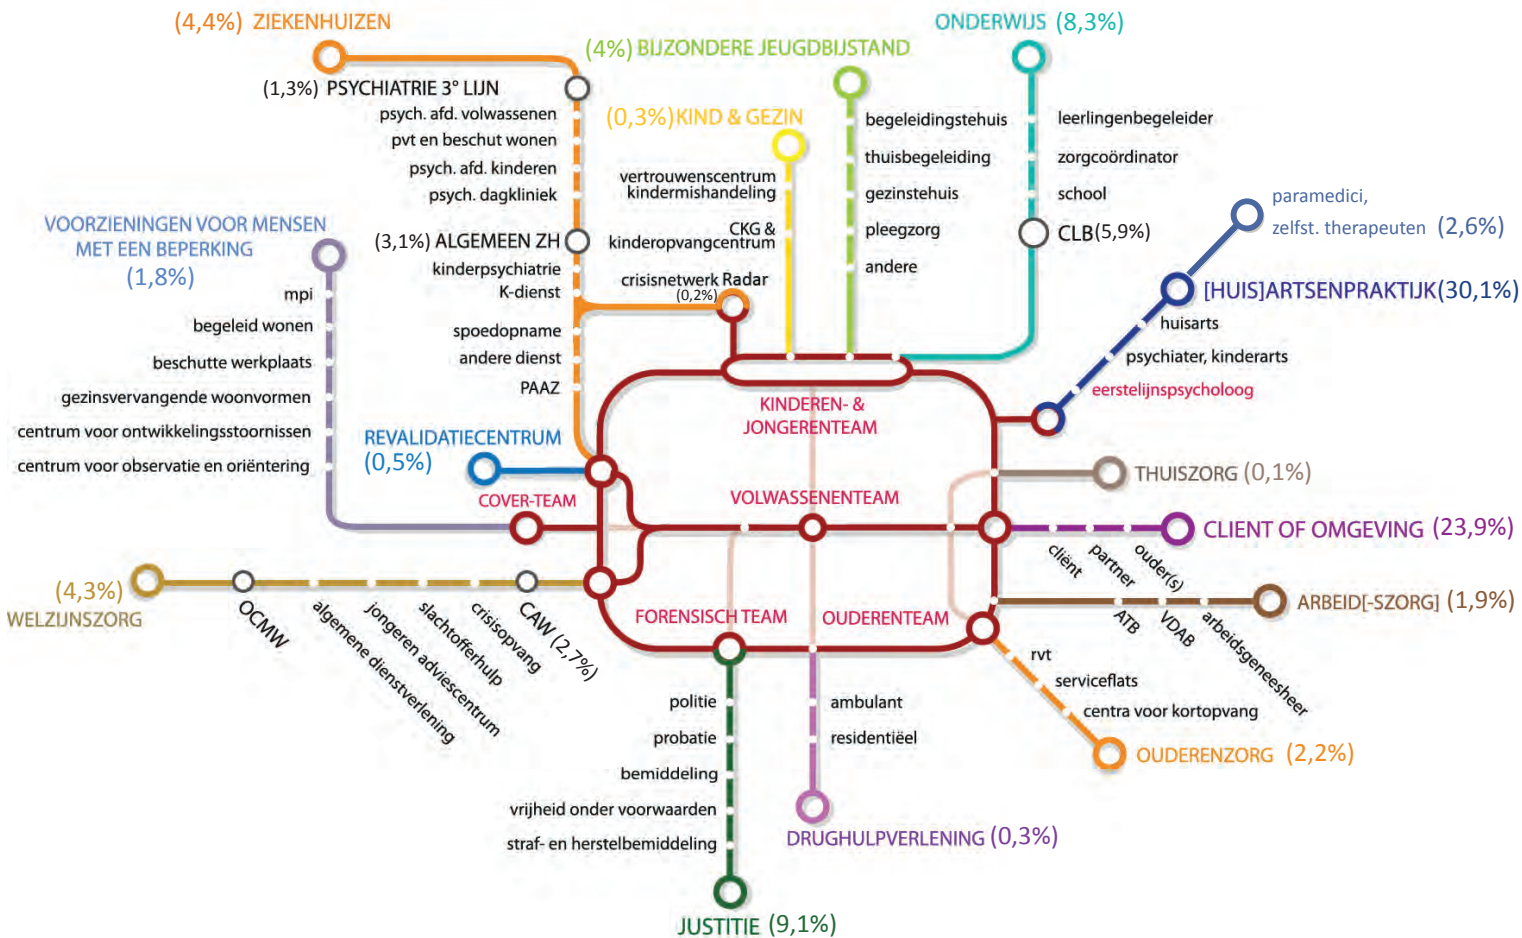 (4,4%) ZIEKENHUIZEN
(1,3%) PSYCHIATRIE 3° LIJN
psych. afd. volwassenen
pvt en beschut wonen
psych. afd. kinderen
psych. dagkliniek
(3,1%) ALGEMEEN ZH
kinderpsychiatrie
K-dienst
spoedopname
andere dienst
PAAZ
(4%) BIJZONDERE JEUGDBIJSTAND
begeleidingstehuis
thuisbegeleiding
gezinstehuis
pleegzorg
andere
(0,3%) KIND & GEZIN
vertrouwenscentrum
kindermishandeling
CKG &
kinderopvangcentrum
crisisnetwerk Radar
(0,2%)
ONDERWIJS (8,3%)
leerlingenbegeleider
zorgcoördinator
school
CLB (5,9%)
paramedici,
zelfst. therapeuten (2,6%)
[HUIS]ARTSENPRAKTIJK (30,1%)
huisarts
psychiater, kinderarts
eerstelijnspsycholoog
VOORZIENINGEN VOOR MENSEN
MET EEN BEPERKING
(1,8%)
mpi
begeleid wonen
beschutte werkplaats
gezinsvervangende woonvormen
centrum voor ontwikkelingsstoornissen
centrum voor observatie en oriëntering
REVALIDATIECENTRUM
(0,5%)
COVER-TEAM
KINDEREN- &
JONGERENTEAM
VOLWASSENENTEAM
FORENSISCH TEAM
OUDERENTEAM
THUISZORG (0,1%)
CLIENT OF OMGEVING (23,9%)
cliënt
partner
ouder(s)
ARBEID[-SZORG] (1,9%)
ATB
VDAB
arbeidsgeneesheer
(4,3%)
WELZIJNSZORG
OCMW
algemene dienstverlening
jongeren adviescentrum
slachtofferhulp
crisisopvang
CAW (2,7%)
rvt
serviceflats
centra voor kortopvang
OUDERENZORG (2,2%)
politie
probatie
bemiddeling
vrijheid onder voorwaarden
straf- en herstelbemiddeling
JUSTITIE (9,1%)
ambulant
residentiëel
DRUGHULPVERLENING (0,3%)